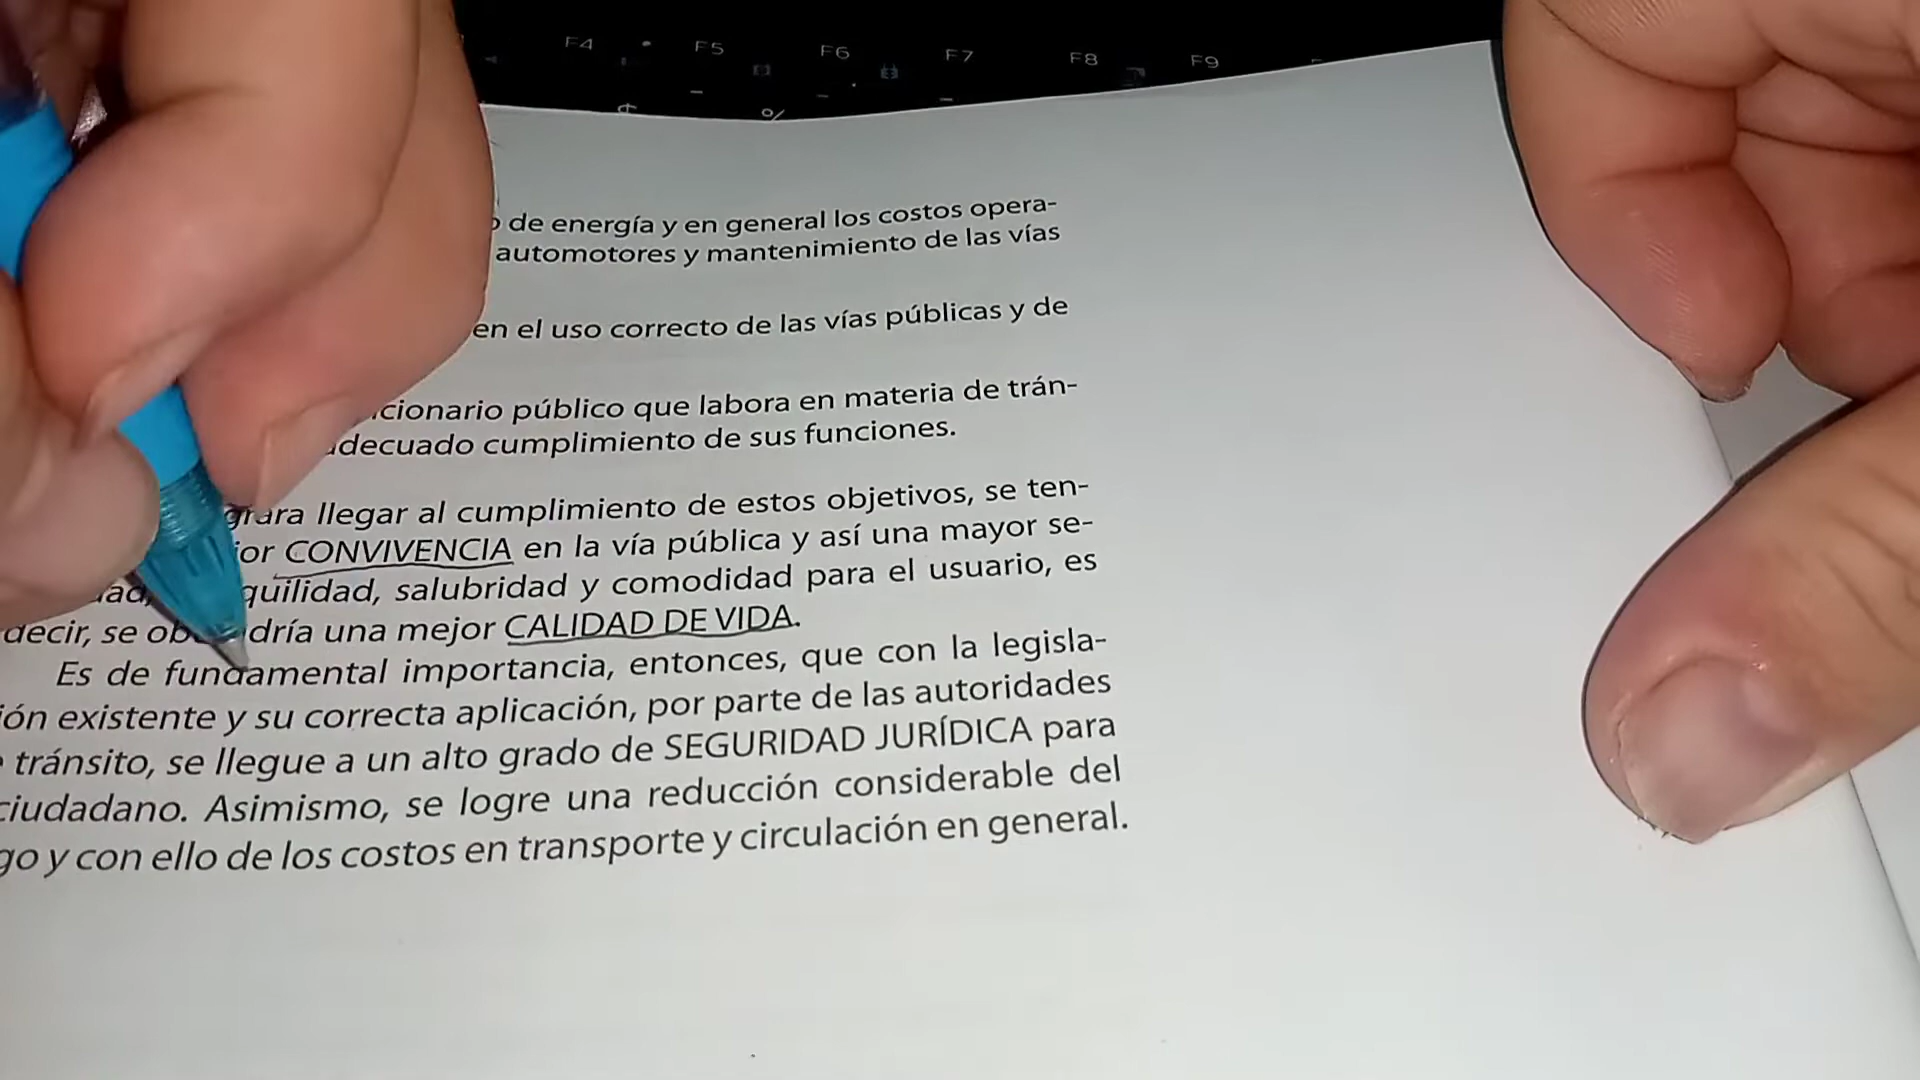 F4 F5 F6 F7 F8 F9
%
de energía y en general los costos opera-
automotores y mantenimiento de las vías
en el uso correcto de las vías públicas y de
cionario público que labora en materia de trán-
decuado cumplimiento de sus funciones.
llegar al cumplimiento de estos objetivos, se ten-
jor CONVIVENCIA en la vía pública y así una mayor se-
quilidad, salubridad y comodidad para el usuario, es
decir, se ob dría una mejor CALIDAD DE VIDA.
Es de fundamental importancia, entonces, que con la legisla-
ión existente y su correcta aplicación, por parte de las autoridades
tránsito, se llegue a un alto grado de SEGURIDAD JURÍDICA para
ciudadano. Asimismo, se logre una reducción considerable del
go y con ello de los costos en transporte y circulación en general.